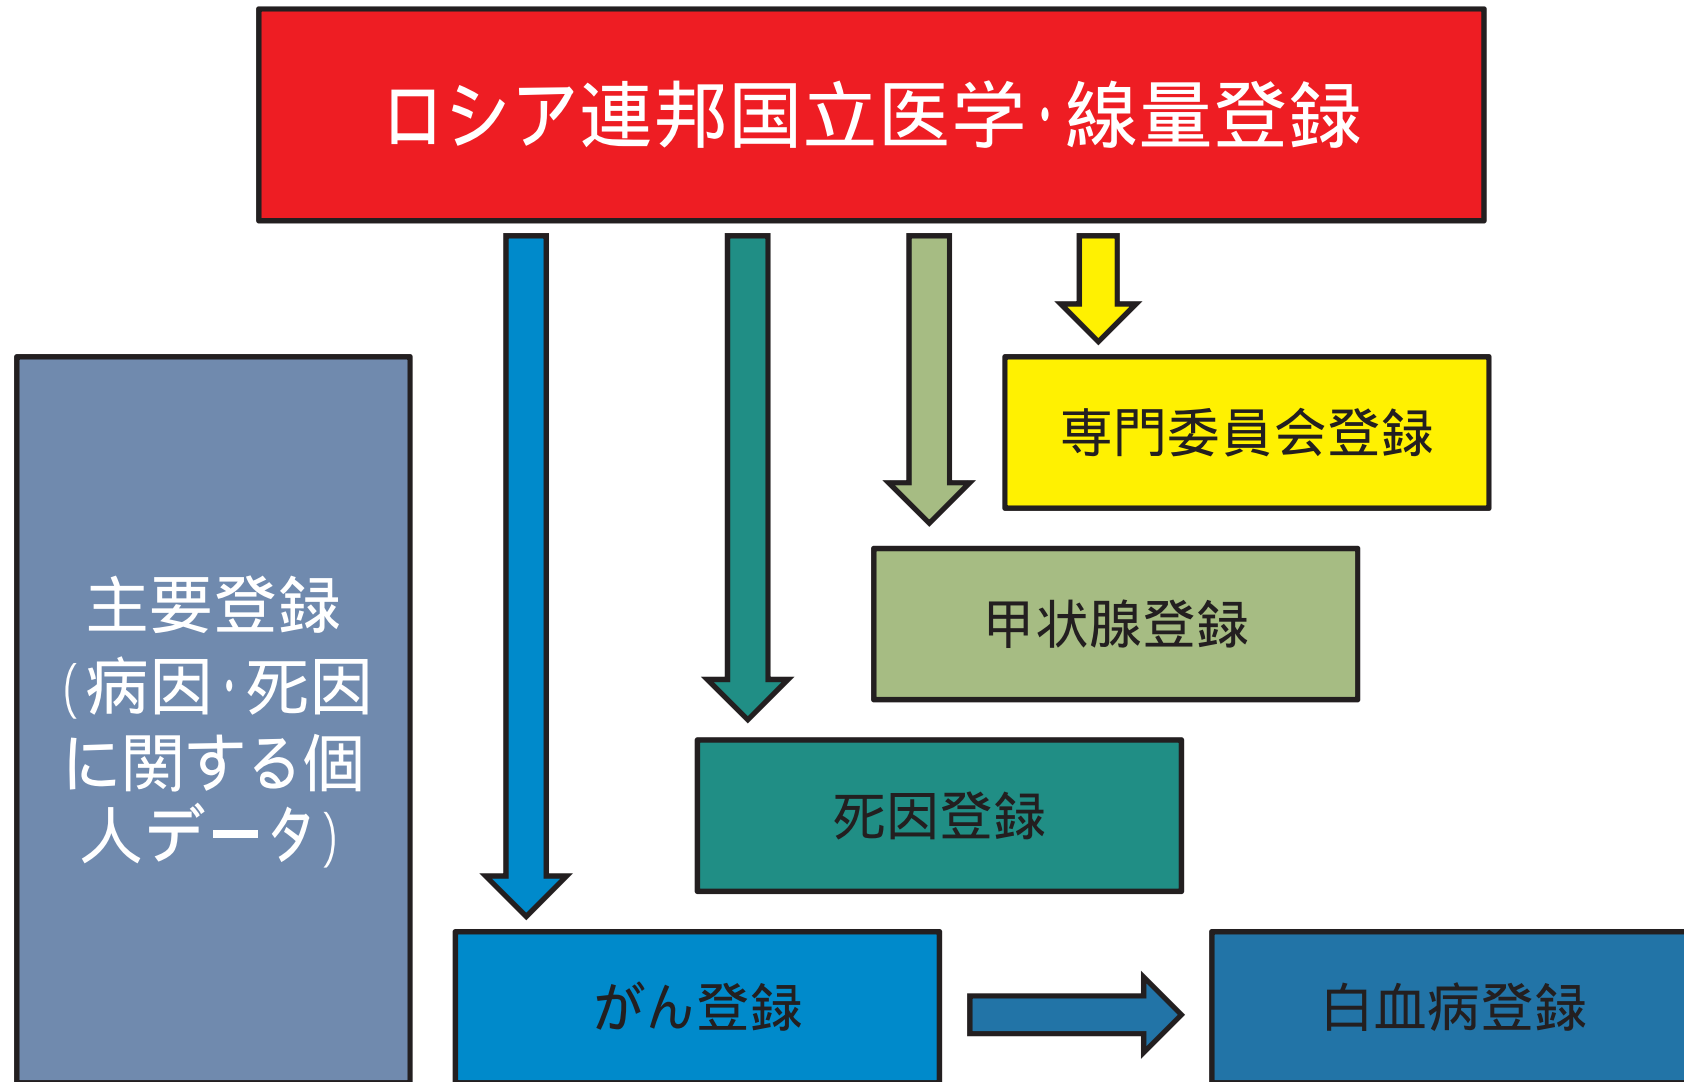 ロシア連邦国立医学·線量登録
専門委員会登録
甲状腺登録
主要登録
(病因·死因
に関する個
人データ)
死因登録
がん登録
白血病登録